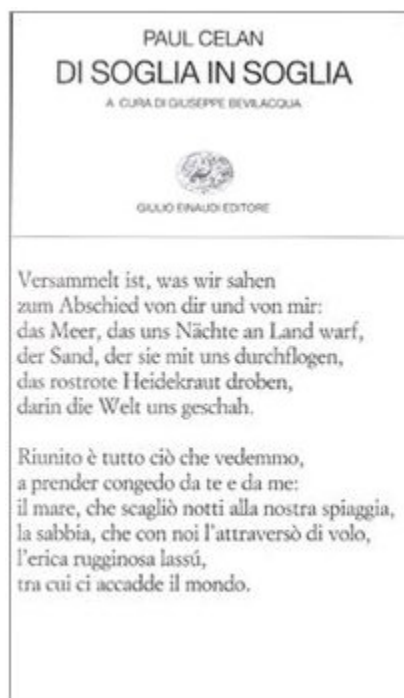 PAUL CELAN
DI SOGLIA IN SOGLIA
A CURA DI GIUSEPPE BEVILACQUA
GIULIO EINAUDI EDITORE
Versammelt ist, was wir sahen
zum Abschied von dir und von mir:
das Meer, das uns Nächte an Land warf,
der Sand, der sie mit uns durchflogen,
das rostrote Heidekraut droben,
darin die Welt uns geschah.
Riunito è tutto ciò che vedemmo,
a prender congedo da te e da me:
il mare, che scagliò notti alla nostra spiaggia,
la sabbia, che con noi l'attraversò di volo,
l'erica rugginosa lassú,
tra cui ci accadde il mondo.